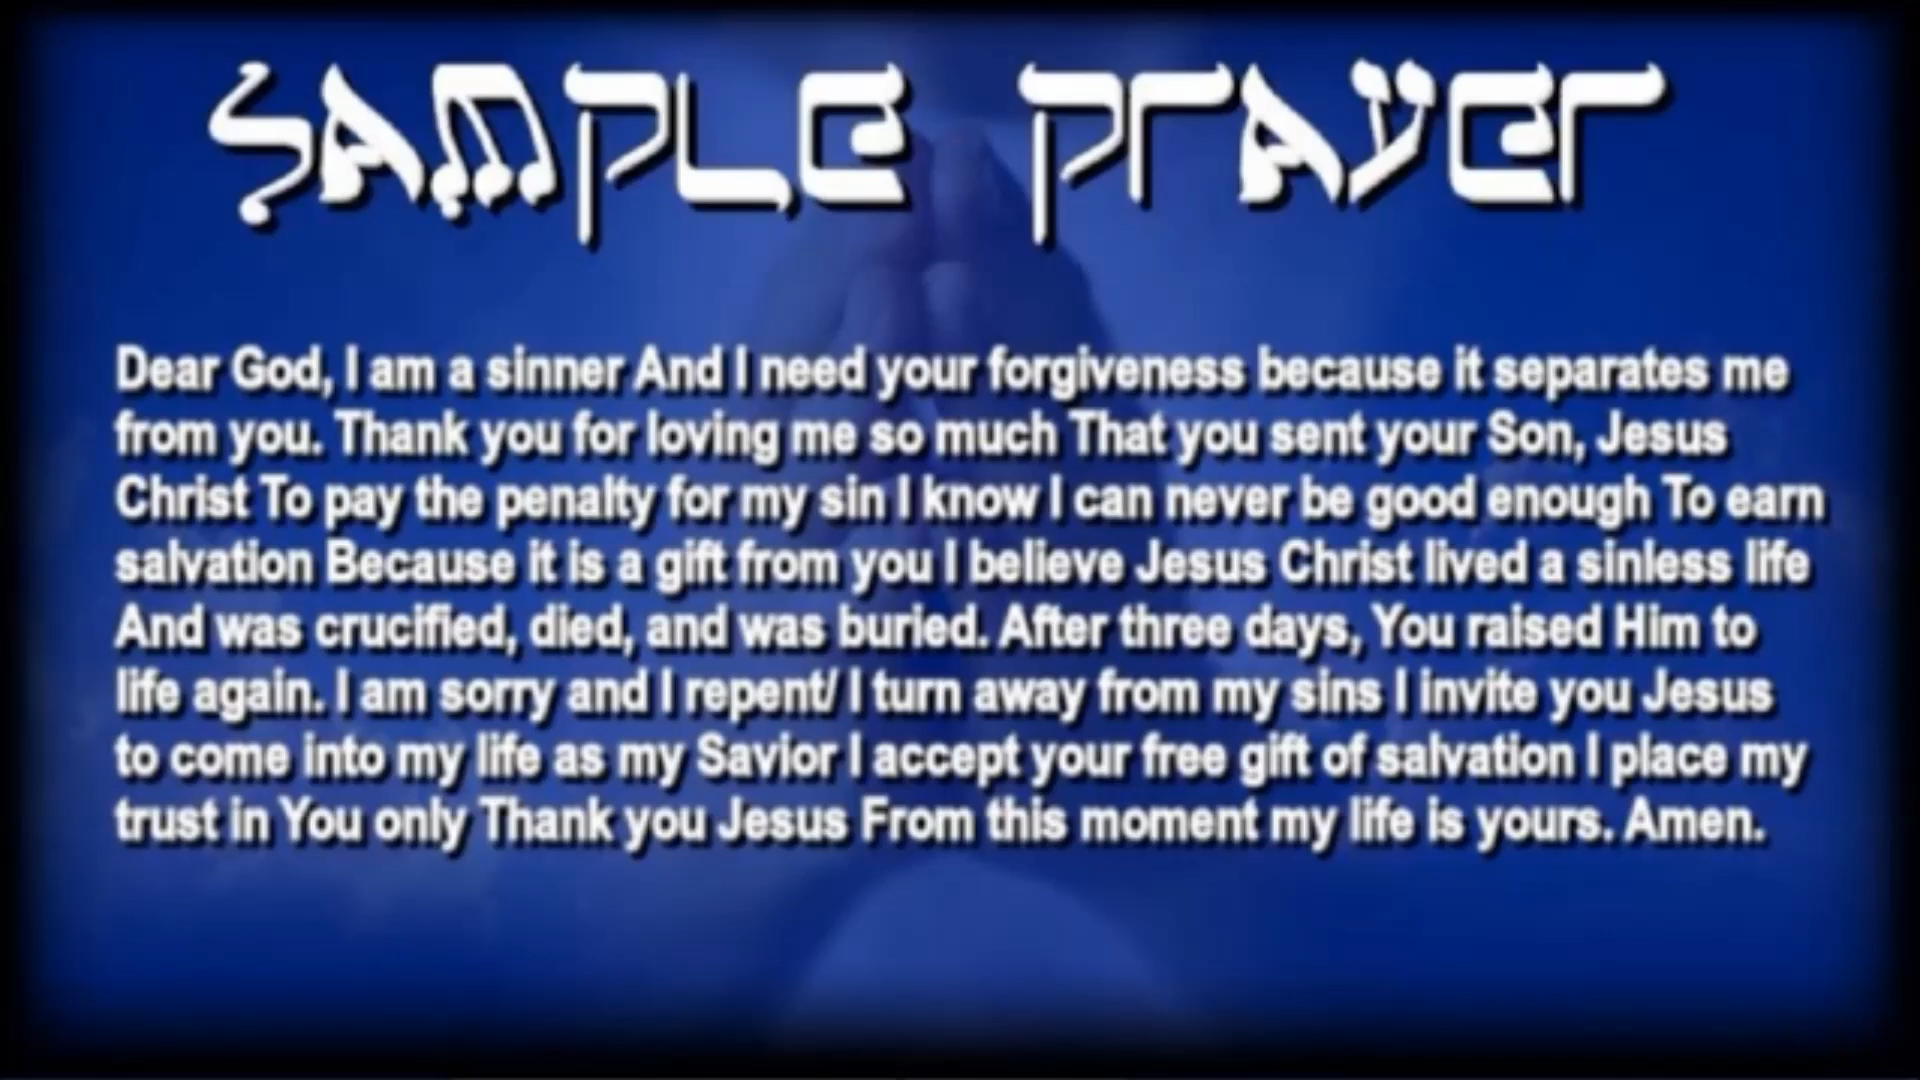 SAMPLE PRAYER
Dear God, I am a sinner And I need your forgiveness because it separates me
from you. Thank you for loving me so much That you sent your Son, Jesus
Christ To pay the penalty for my sin I know I can never be good enough To earn
salvation Because it is a gift from you I believe Jesus Christ lived a sinless life
And was crucified, died, and was buried. After three days, You raised Him to
life again. I am sorry and I repent/ I turn away from my sins I invite you Jesus
to come into my life as my Savior I accept your free gift of salvation I place my
trust in You only Thank you Jesus From this moment my life is yours. Amen.